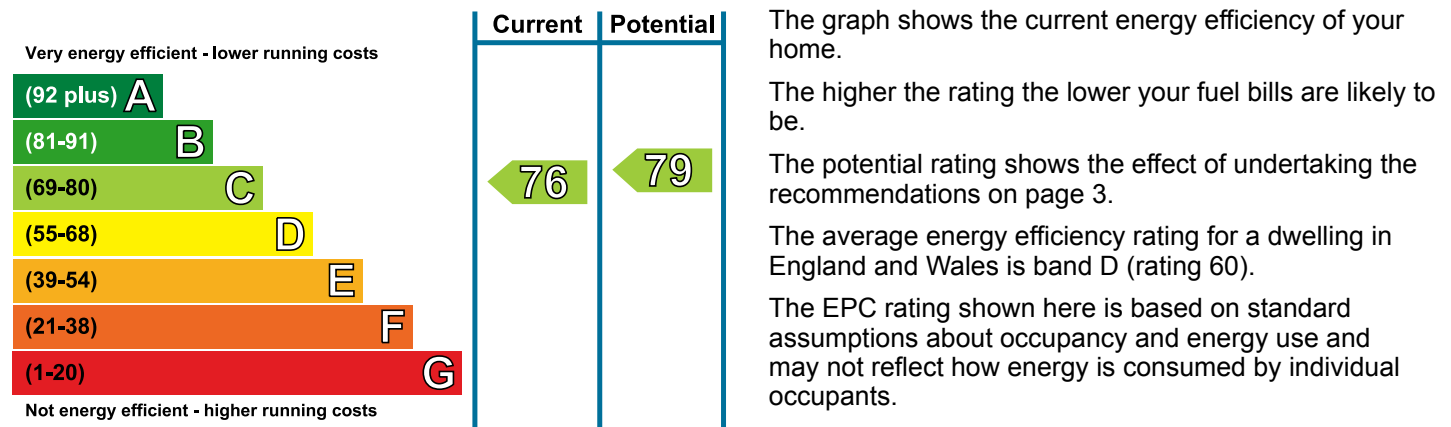 Current Potential
Very energy efficient - lower running costs
(92 plus) A
(81-91) B
(69-80) C
(55-68) D
(39-54) E
(21-38) F
(1-20) G
Not energy efficient - higher running costs
76
79
The graph shows the current energy efficiency of your
home.
The higher the rating the lower your fuel bills are likely to
be.
The potential rating shows the effect of undertaking the
recommendations on page 3.
The average energy efficiency rating for a dwelling in
England and Wales is band D (rating 60).
The EPC rating shown here is based on standard
assumptions about occupancy and energy use and
may not reflect how energy is consumed by individual
occupants.